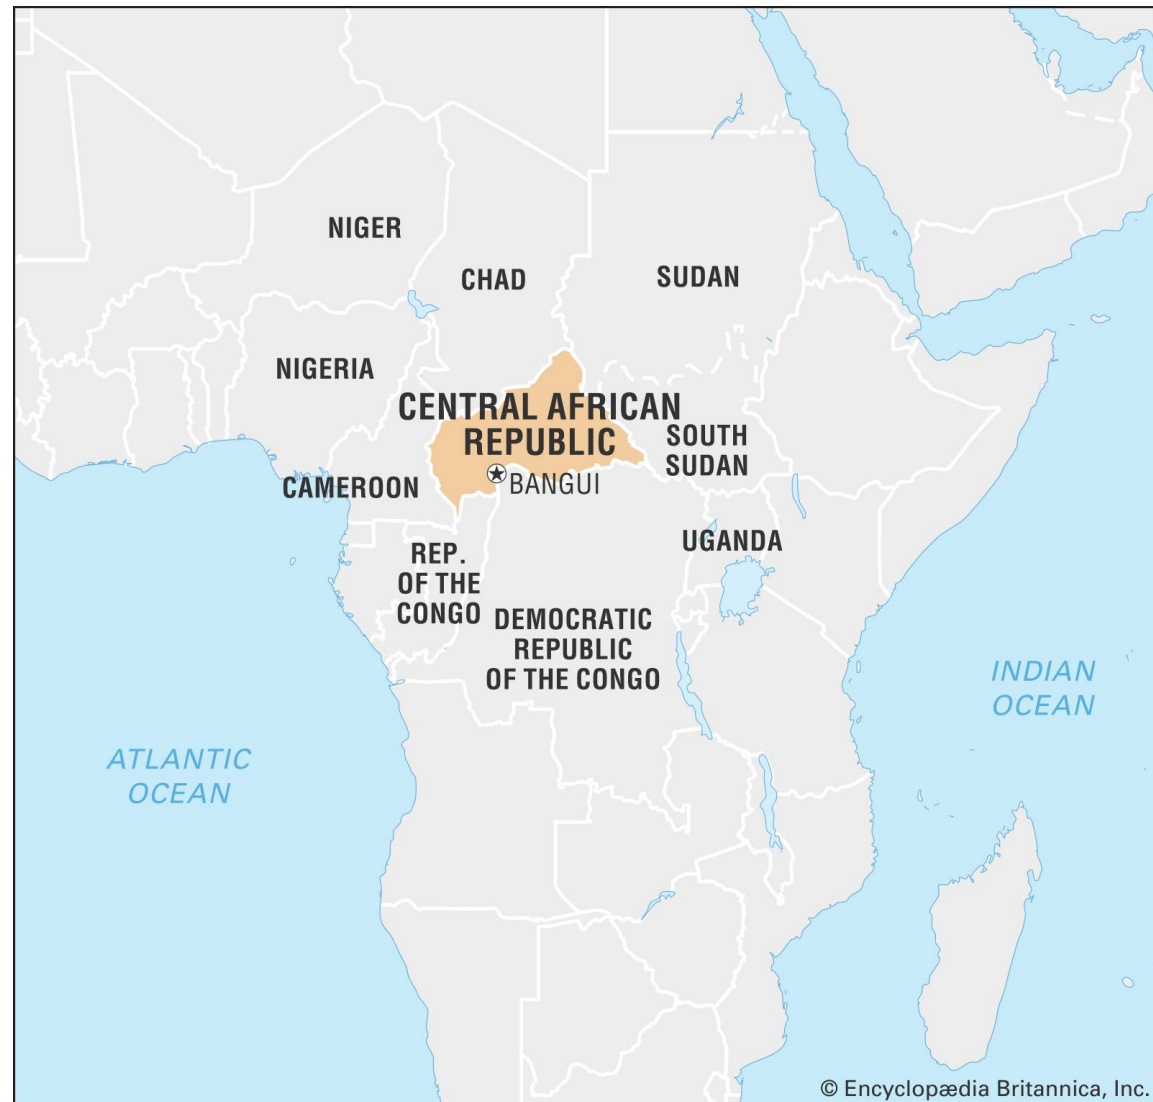 NIGER
CHAD
SUDAN
NIGERIA
CENTRAL AFRICAN
REPUBLIC
SOUTH
SUDAN
CAMEROON
BANGUI
UGANDA
REP.
OF THE
CONGO
DEMOCRATIC
REPUBLIC
OF THE CONGO
INDIAN
OCEAN
ATLANTIC
OCEAN
© Encyclopædia Britannica, Inc.